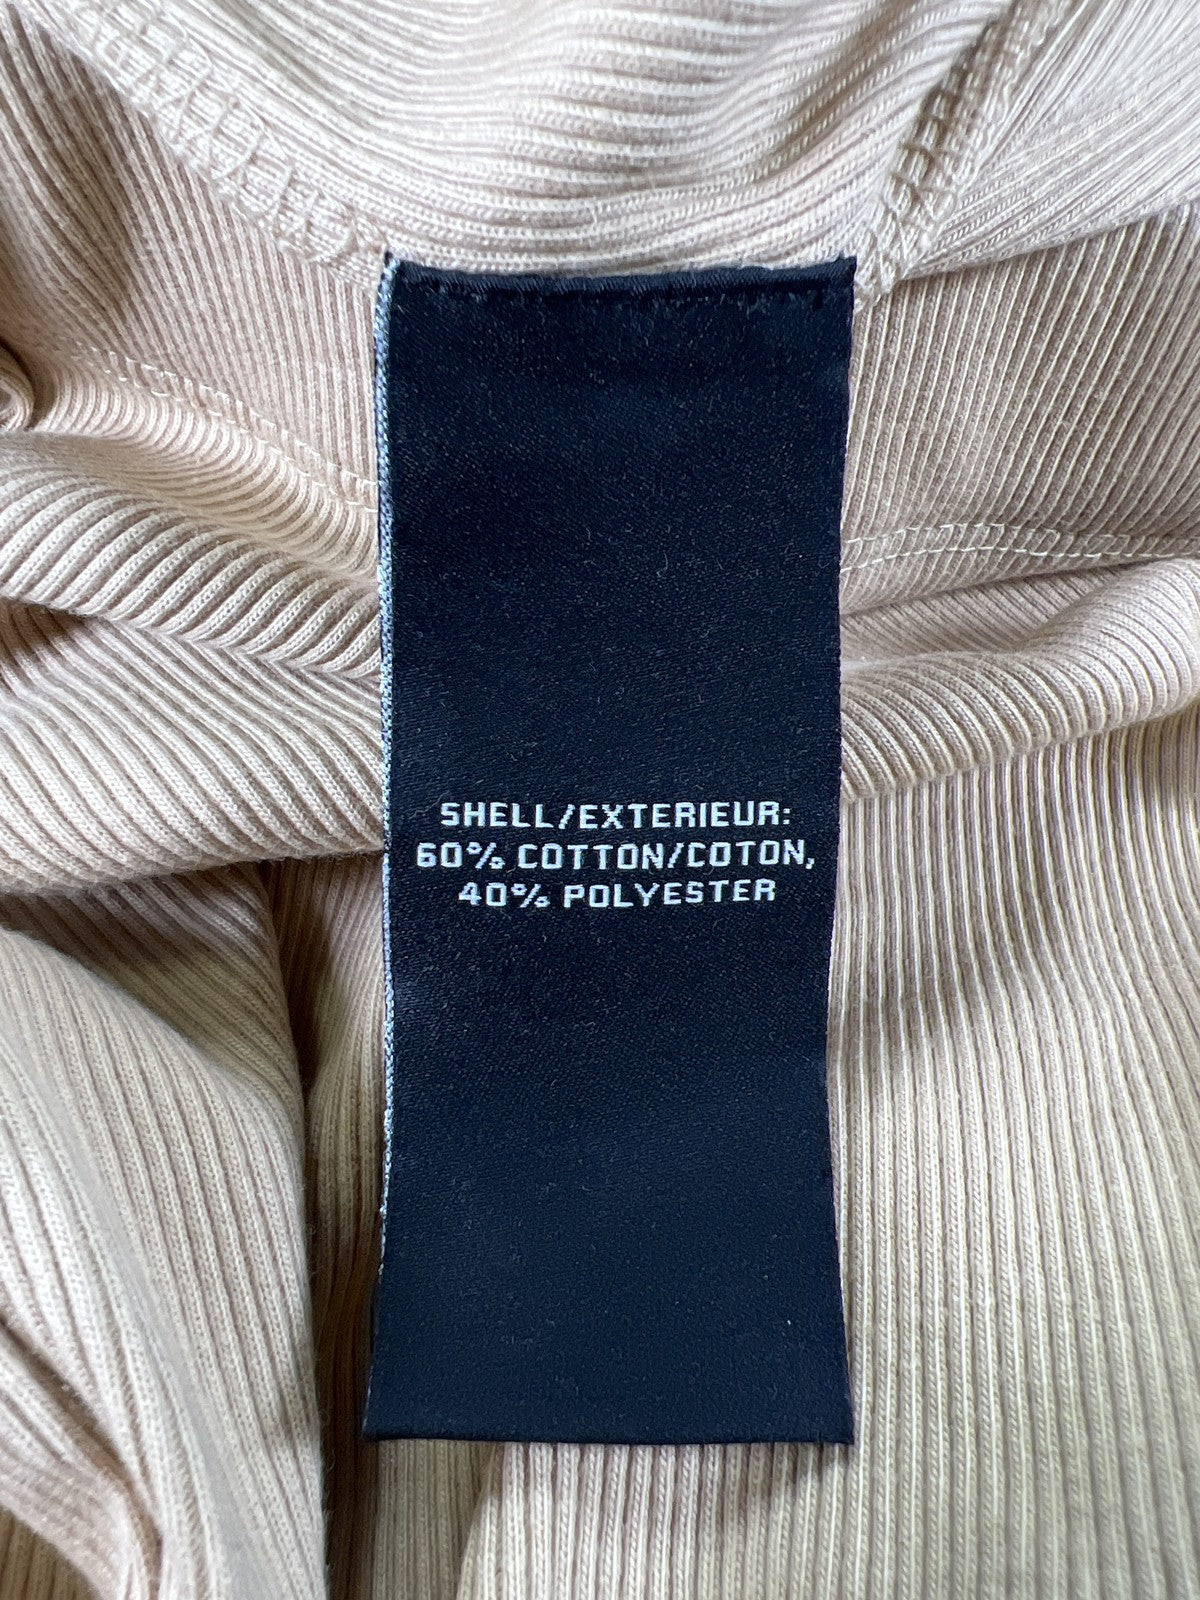 SHELL/EXTERIEUR:
60% COTTON/COTON,
40% POLYESTER